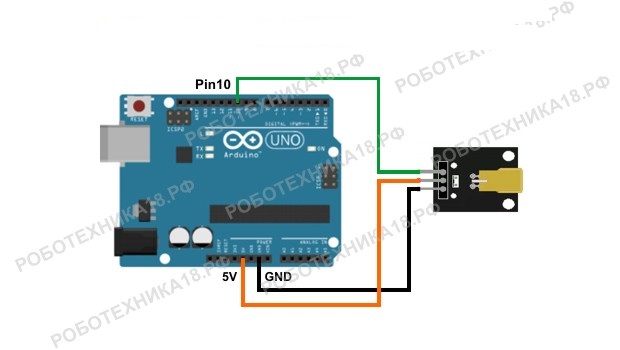 РОБОТЕХНИКА18.РФ
РОБОТЕХНИКА18.РФ
Pin10
RESET
ICSP2
DIGITAL (PWM~)
TX
RX
Arduino
UNO
ON
РОБОТЕХНИКА18.РФ
РОБОТЕХНИКА18.РФ
РОБОТЕХНИКА18.РФ
POWER
ANALOG IN
5V
GND
РОБОТЕХНИКА18.РФ
РОБОТЕХНИКА18.РФ